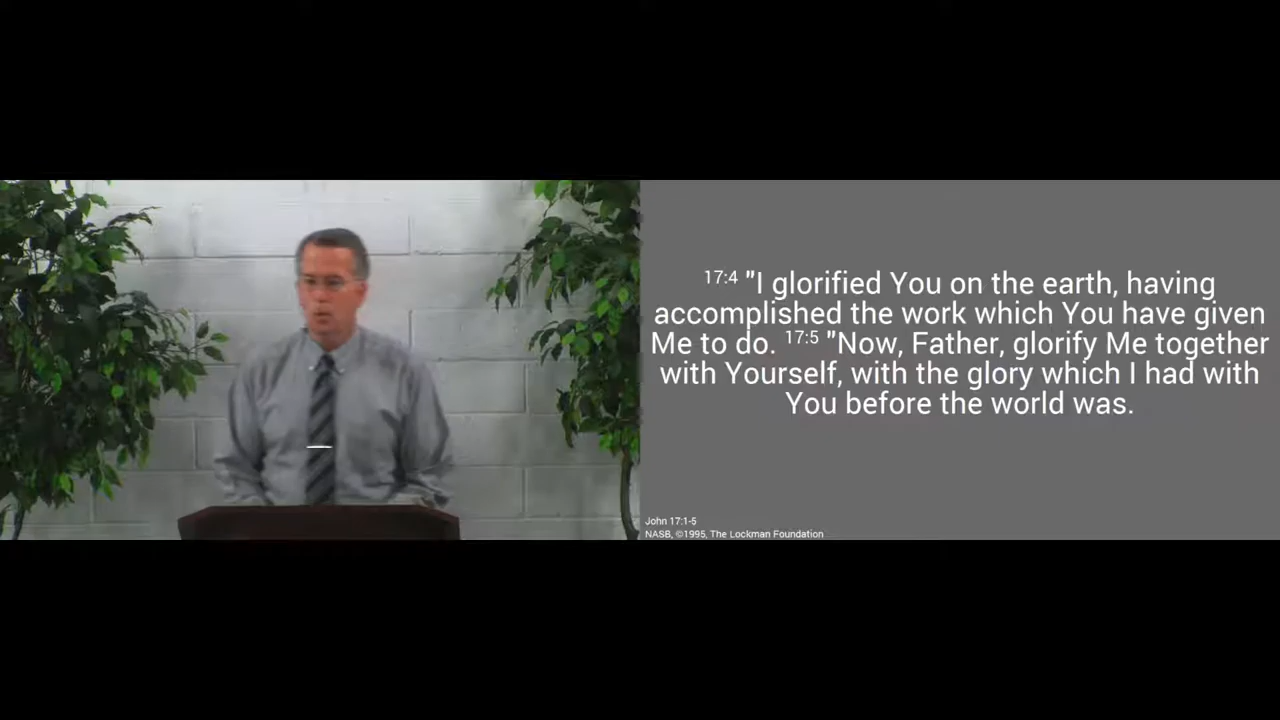 17:4 "I glorified You on the earth, having
accomplished the work which You have given
Me to do. 17:5 "Now, Father, glorify Me together
with Yourself, with the glory which I had with
You before the world was.
John 17:1-5
NASB, ©1995, The Lockman Foundation